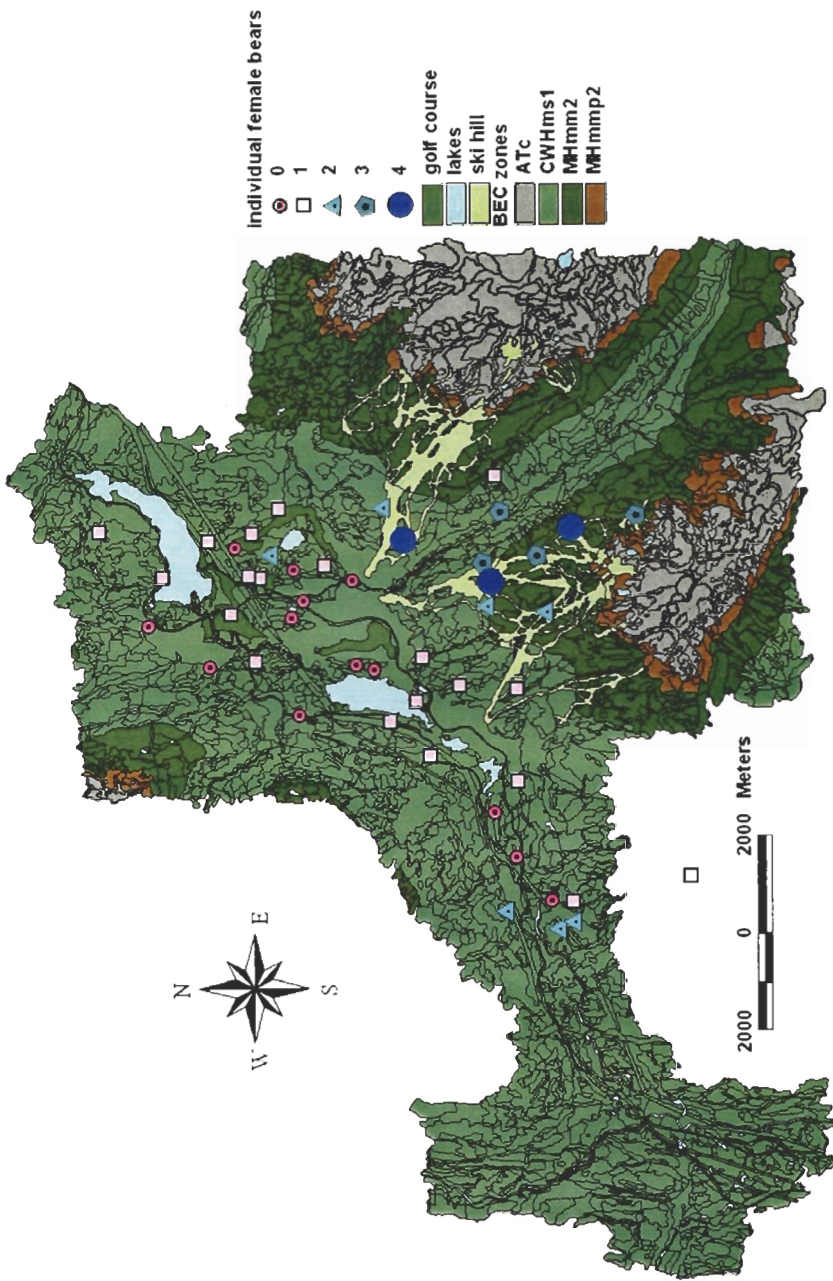 N
W E
S
individual female bears
0
1
2
3
4
golf course
lakes
ski hill
BEC zones
ATc
CWHms1
MHmm2
MHmmp2
2000 0 2000 Meters